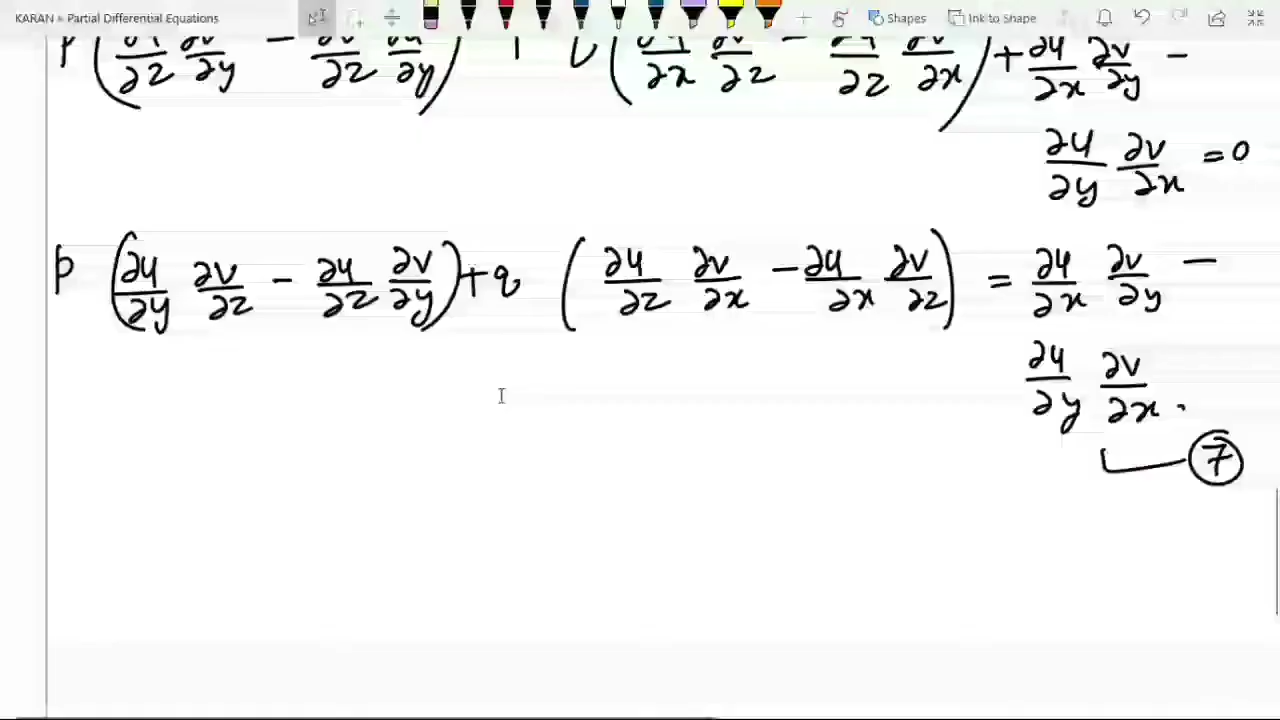 KARAN » Partial Differential Equations Shapes Ink to Shape
p(∂u/∂z ∂v/∂y − ∂v/∂z ∂u/∂y) + (∂u/∂x ∂v/∂z − ∂u/∂z ∂v/∂x) + ∂u/∂x ∂v/∂y −
∂u/∂y ∂v/∂x = 0
p (∂u/∂y ∂v/∂z − ∂u/∂z ∂v/∂y) + q (∂u/∂z ∂v/∂x − ∂u/∂x ∂v/∂z) = ∂u/∂x ∂v/∂y −
∂u/∂y ∂v/∂x .
7